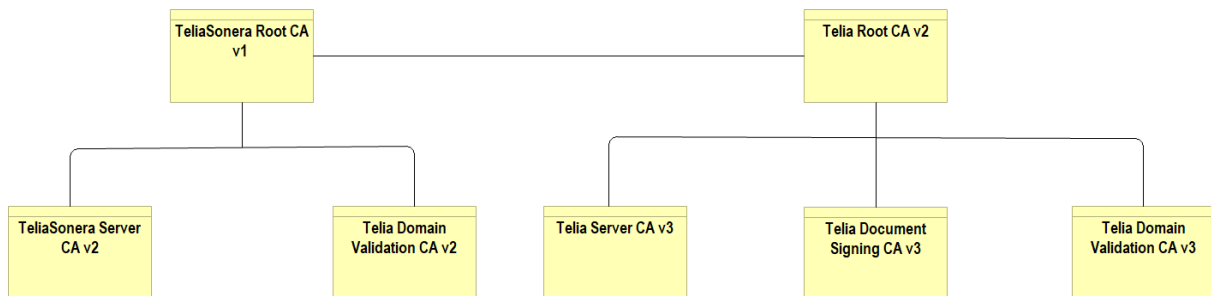 TeliaSonera Root CA
v1
Telia Root CA v2
TeliaSonera Server
CA v2
Telia Domain
Validation CA v2
Telia Server CA v3
Telia Document
Signing CA v3
Telia Domain
Validation CA v3